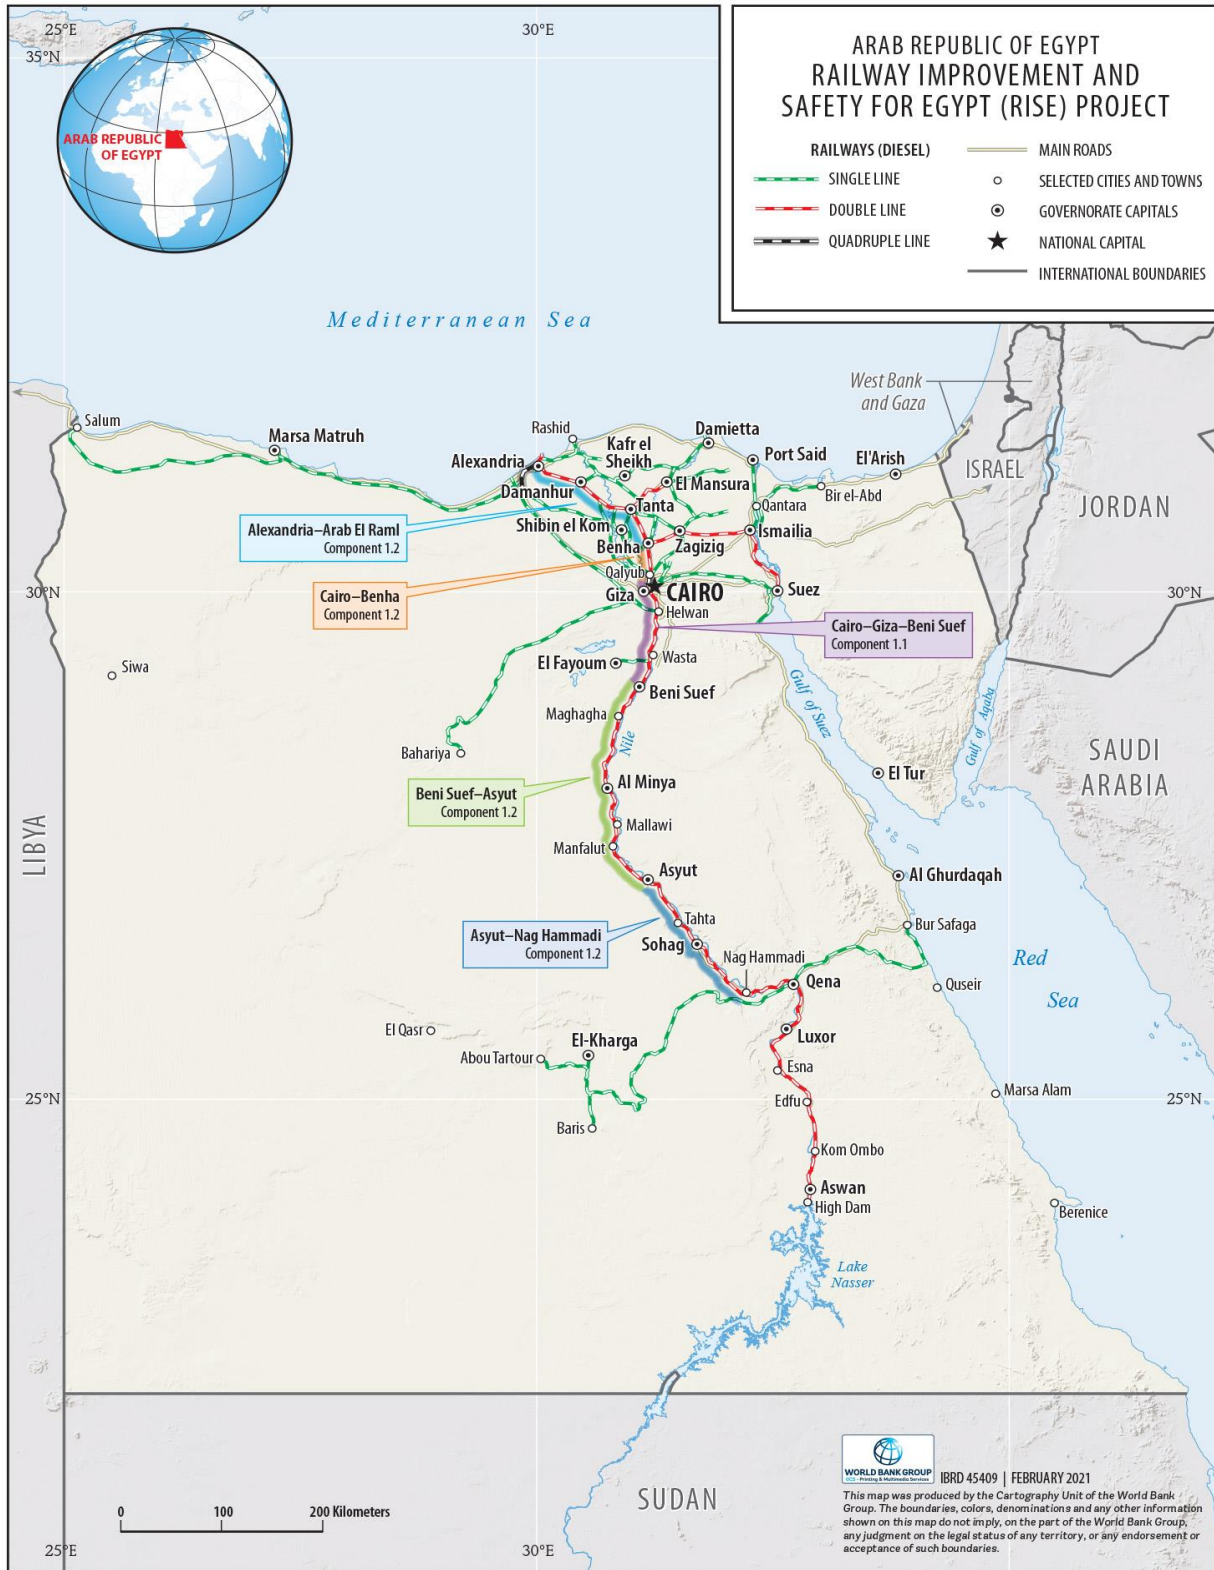 25°E
30°E
35°N
ARAB REPUBLIC
OF EGYPT
ARAB REPUBLIC OF EGYPT
RAILWAY IMPROVEMENT AND
SAFETY FOR EGYPT (RISE) PROJECT
RAILWAYS (DIESEL)
SINGLE LINE
DOUBLE LINE
QUADRUPLE LINE
MAIN ROADS
SELECTED CITIES AND TOWNS
GOVERNORATE CAPITALS
NATIONAL CAPITAL
INTERNATIONAL BOUNDARIES
Mediterranean Sea
West Bank
and Gaza
Salum
Marsa Matruh
Rashid
Kafr el
Sheikh
Damietta
Alexandria
Port Said
El'Arish
ISRAEL
Damanhur
El Mansura
Bir el-Abd
Tanta
Qantara
JORDAN
Alexandria–Arab El Raml
Component 1.2
Shibin el Kom
Ismailia
Benha
Zagizig
Qalyub
30°N
Cairo–Benha
Component 1.2
Giza
CAIRO
Suez
30°N
Helwan
Cairo–Giza–Beni Suef
Component 1.1
Siwa
El Fayoum
Wasta
Beni Suef
Gulf of Suez
Gulf of Aqaba
Maghagha
Nile
Bahariya
SAUDI
ARABIA
El Tur
Beni Suef–Asyut
Component 1.2
Al Minya
Mallawi
LIBYA
Manfalut
Asyut
Al Ghurdaqah
Tahta
Bur Safaga
Asyut–Nag Hammadi
Component 1.2
Sohag
Nag Hammadi
Red
Sea
Qena
Quseir
El Qasr
Luxor
El-Kharga
Abou Tartour
Esna
25°N
Edfu
Marsa Alam
25°N
Baris
Kom Ombo
Aswan
High Dam
Berenice
Lake
Nasser
SUDAN
WORLD BANK GROUP
GCS – Printing & Multimedia Services
IBRD 45409 | FEBRUARY 2021
This map was produced by the Cartography Unit of the World Bank
Group. The boundaries, colors, denominations and any other information
shown on this map do not imply, on the part of the World Bank Group,
any judgment on the legal status of any territory, or any endorsement or
acceptance of such boundaries.
0 100 200 Kilometers
25°E
30°E